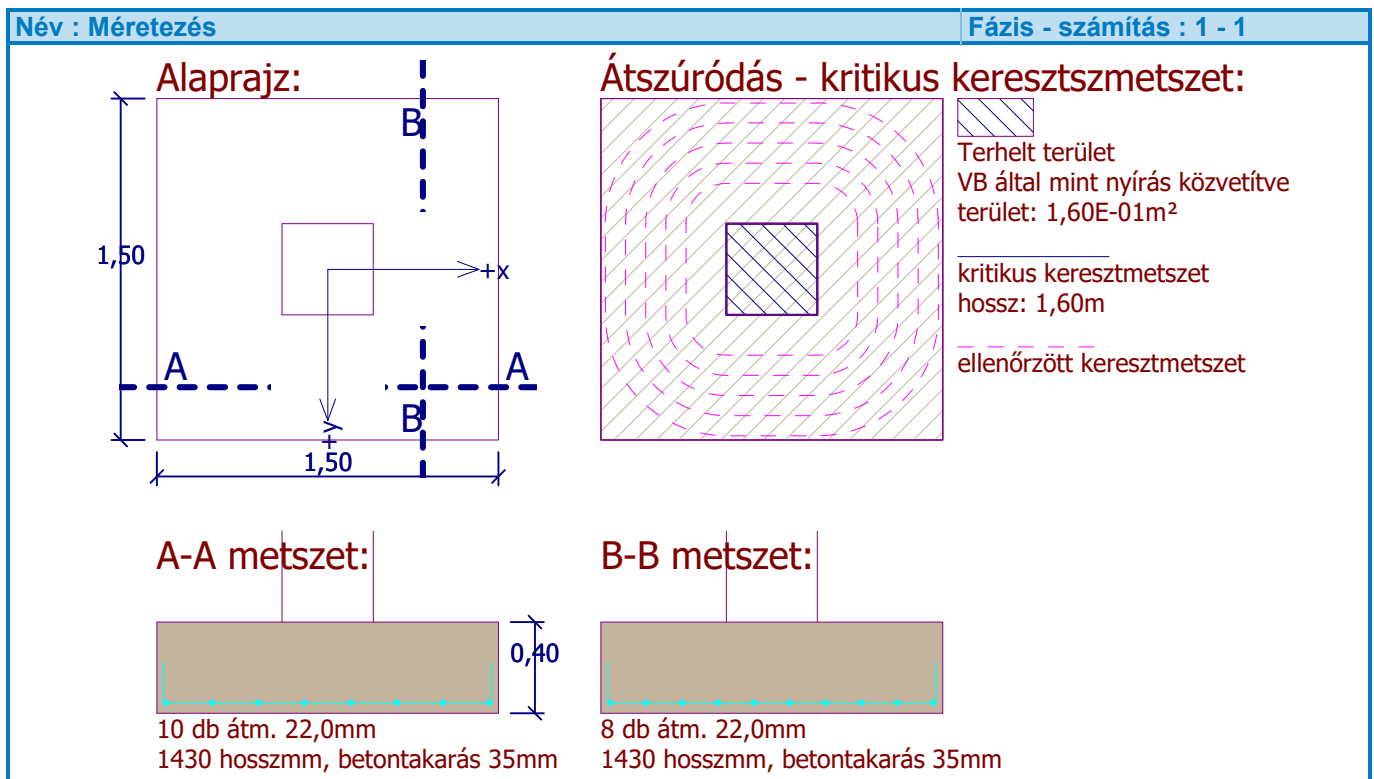 Név : Méretezés
Fázis - számítás : 1 - 1
Alaprajz:
B
1,50
+x
A
A
B
+y
1,50
Átszúródás - kritikus keresztszmetszet:
Terhelt terület
VB által mint nyírás közvetítve
terület: 1,60E-01m²
kritikus keresztmetszet
hossz: 1,60m
ellenőrzött keresztmetszet
A-A metszet:
0,40
10 db átm. 22,0mm
1430 hosszmm, betontakarás 35mm
B-B metszet:
8 db átm. 22,0mm
1430 hosszmm, betontakarás 35mm